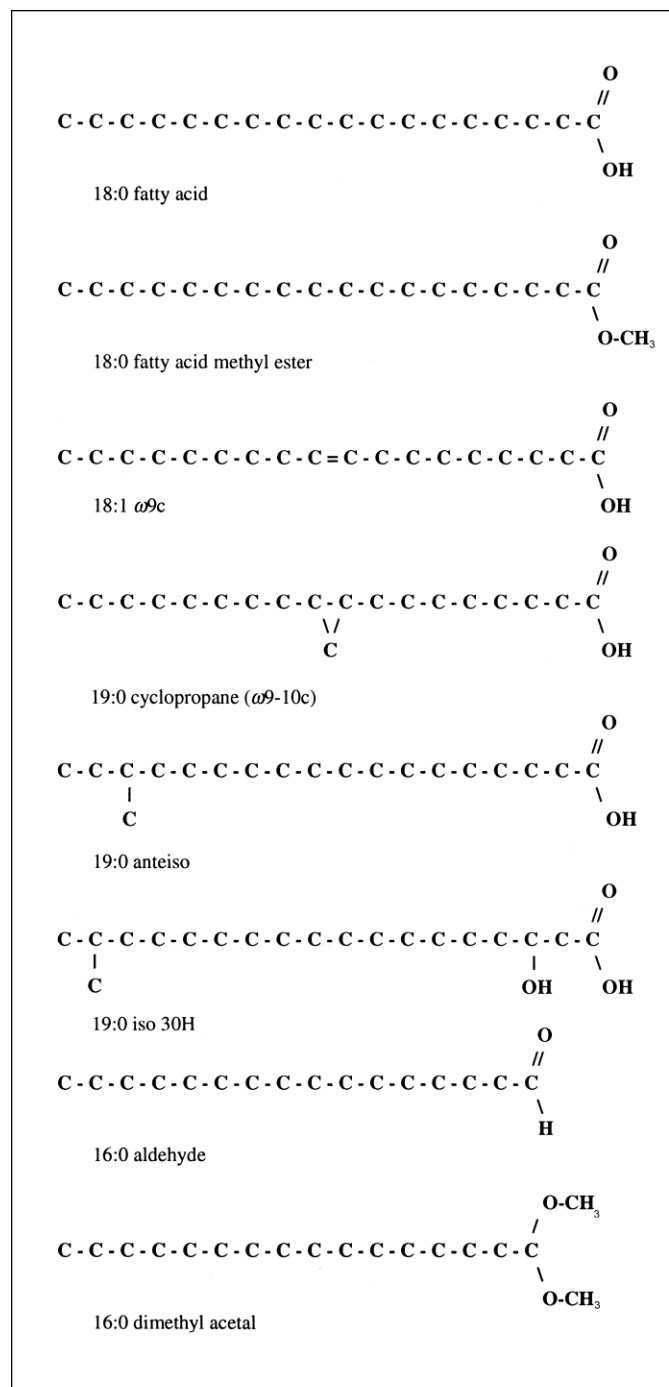 O
//
C - C - C - C - C - C - C - C - C - C - C - C - C - C - C - C - C - C
\
OH
18:0 fatty acid
O
//
C - C - C - C - C - C - C - C - C - C - C - C - C - C - C - C - C - C
\
O-CH₃
18:0 fatty acid methyl ester
O
//
C - C - C - C - C - C - C - C - C = C - C - C - C - C - C - C - C - C
\
OH
18:1 ω9c
O
//
C - C - C - C - C - C - C - C - C - C - C - C - C - C - C - C - C - C
\ / \
C OH
19:0 cyclopropane (ω9-10c)
O
//
C - C - C - C - C - C - C - C - C - C - C - C - C - C - C - C - C - C
| \
C OH
19:0 anteiso
O
//
C - C - C - C - C - C - C - C - C - C - C - C - C - C - C - C - C - C
| | \
C OH OH
19:0 iso 30H
O
//
C - C - C - C - C - C - C - C - C - C - C - C - C - C - C - C
\
H
16:0 aldehyde
O-CH₃
/
C - C - C - C - C - C - C - C - C - C - C - C - C - C - C - C
\
O-CH₃
16:0 dimethyl acetal